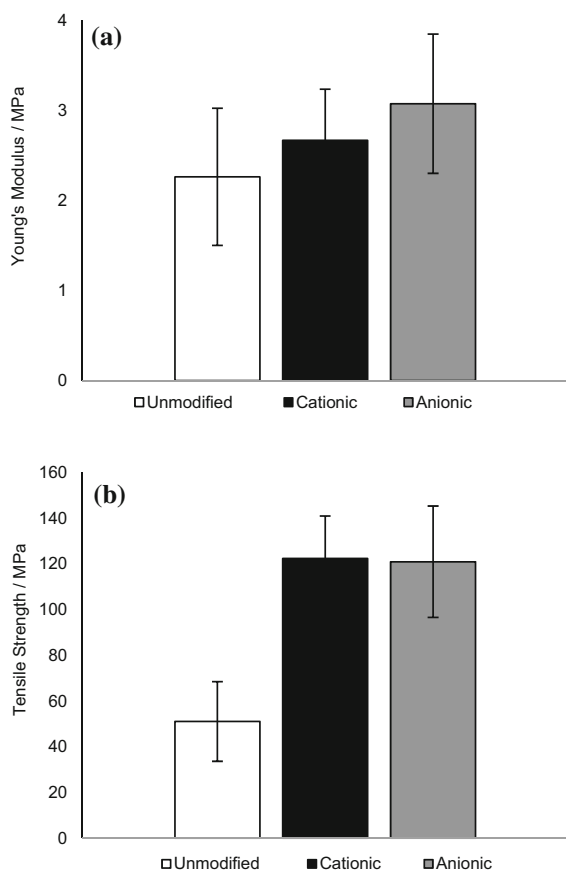 (a)
Young's Modulus / MPa
4
3
2
1
0
Unmodified Cationic Anionic
(b)
Tensile Strength / MPa
160
140
120
100
80
60
40
20
0
Unmodified Cationic Anionic